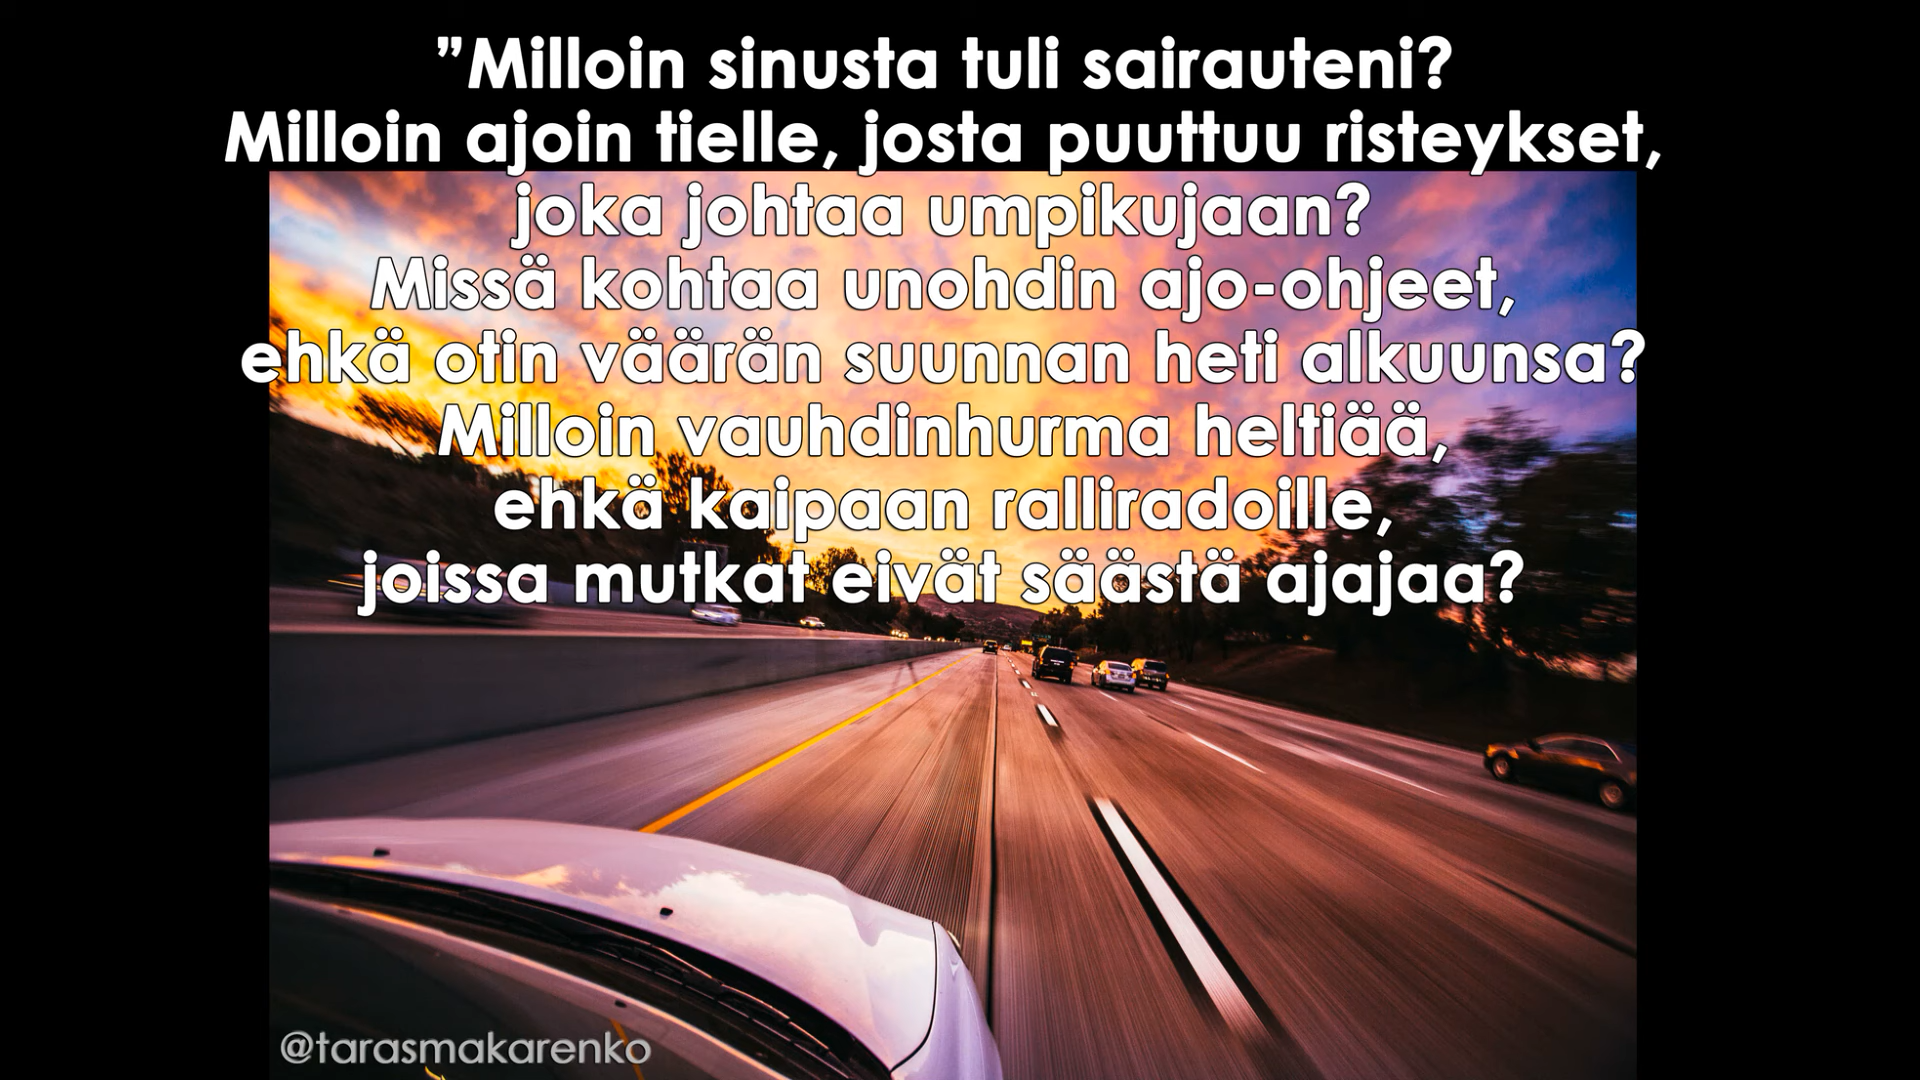 ”Milloin sinusta tuli sairauteni?
Milloin ajoin tielle, josta puuttuu risteykset,
joka johtaa umpikujaan?
Missä kohtaa unohdin ajo-ohjeet,
ehkä otin väärän suunnan heti alkuunsa?
Milloin vauhdinhurma heltiää,
ehkä kaipaan ralliradoille,
joissa mutkat eivät säästä ajajaa?
@tarasmakarenko